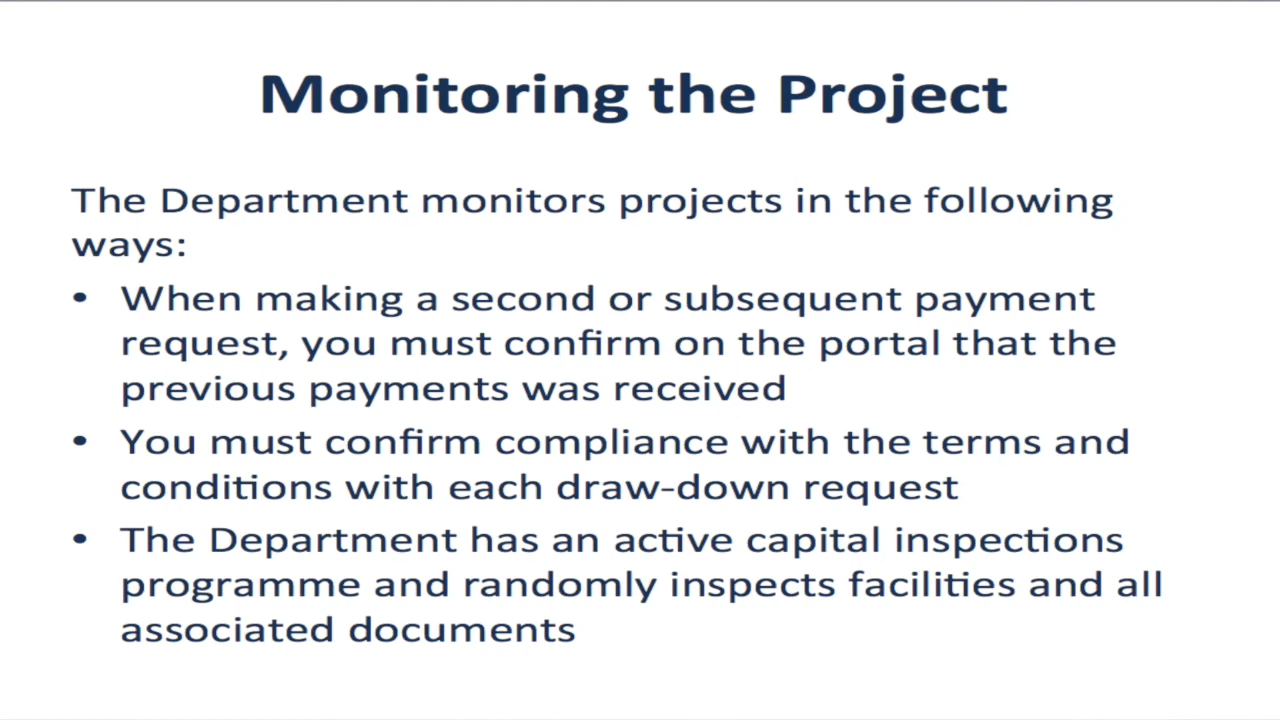 Monitoring the Project
The Department monitors projects in the following
ways:
• When making a second or subsequent payment
request, you must confirm on the portal that the
previous payments was received
• You must confirm compliance with the terms and
conditions with each draw-down request
• The Department has an active capital inspections
programme and randomly inspects facilities and all
associated documents